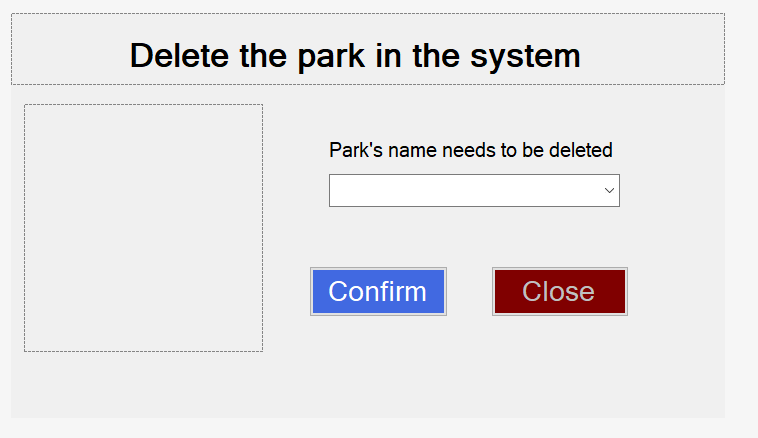 Delete the park in the system
Park's name needs to be deleted
Confirm
Close